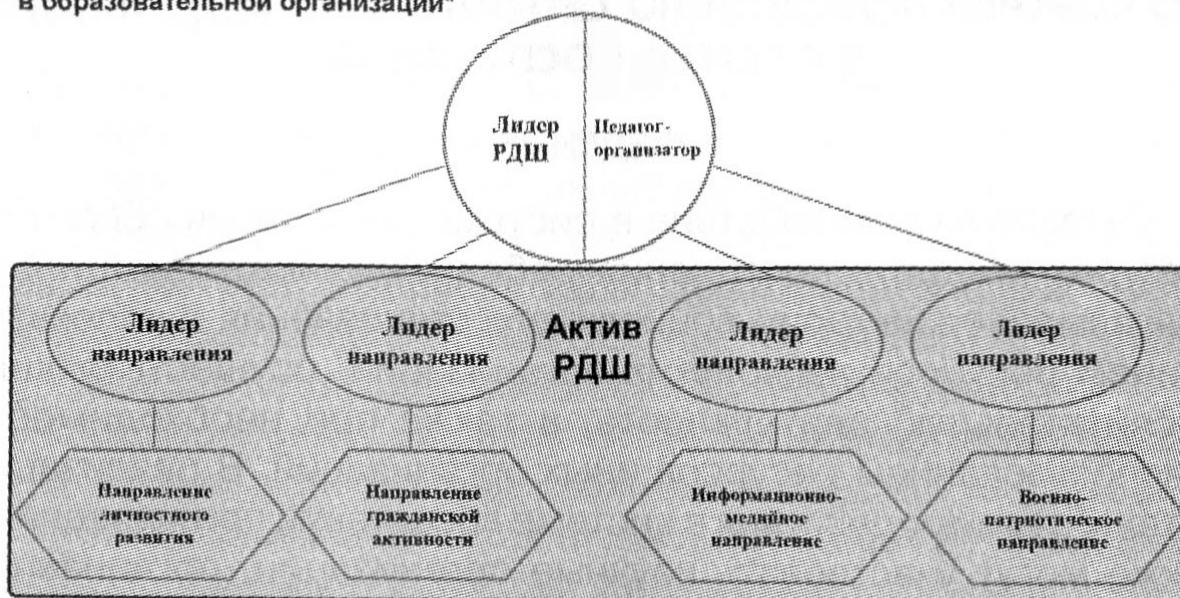 в образовательной организации"
Лидер
РДШ
Педагог-
организатор
Лидер
направления
Лидер
направления
Актив
РДШ
Лидер
направления
Лидер
направления
Направление
личностного
развития
Направление
гражданской
активности
Информационно-
медийное
направление
Военно-
патриотическое
направление